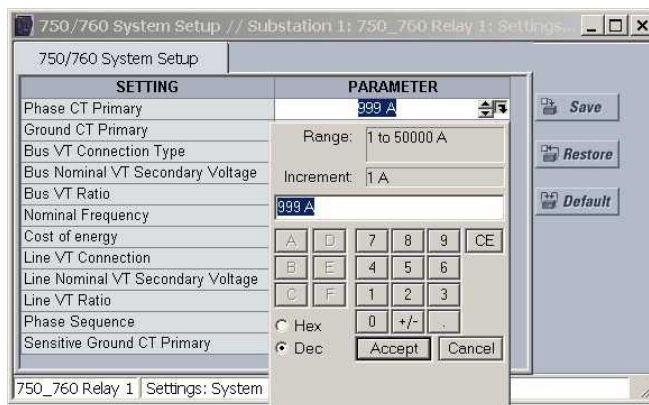 750/760 System Setup // Substation 1: 750_760 Relay 1: Settings...
750/760 System Setup
SETTING PARAMETER
Phase CT Primary 999 A
Ground CT Primary
Bus VT Connection Type
Bus Nominal VT Secondary Voltage
Bus VT Ratio
Nominal Frequency
Cost of energy
Line VT Connection
Line Nominal VT Secondary Voltage
Line VT Ratio
Phase Sequence
Sensitive Ground CT Primary
Range: 1 to 50000 A
Increment: 1 A
999 A
A D 7 8 9 CE
B E 4 5 6
C F 1 2 3
Hex 0 +/- .
Dec Accept Cancel
Save
Restore
Default
750_760 Relay 1 Settings: System